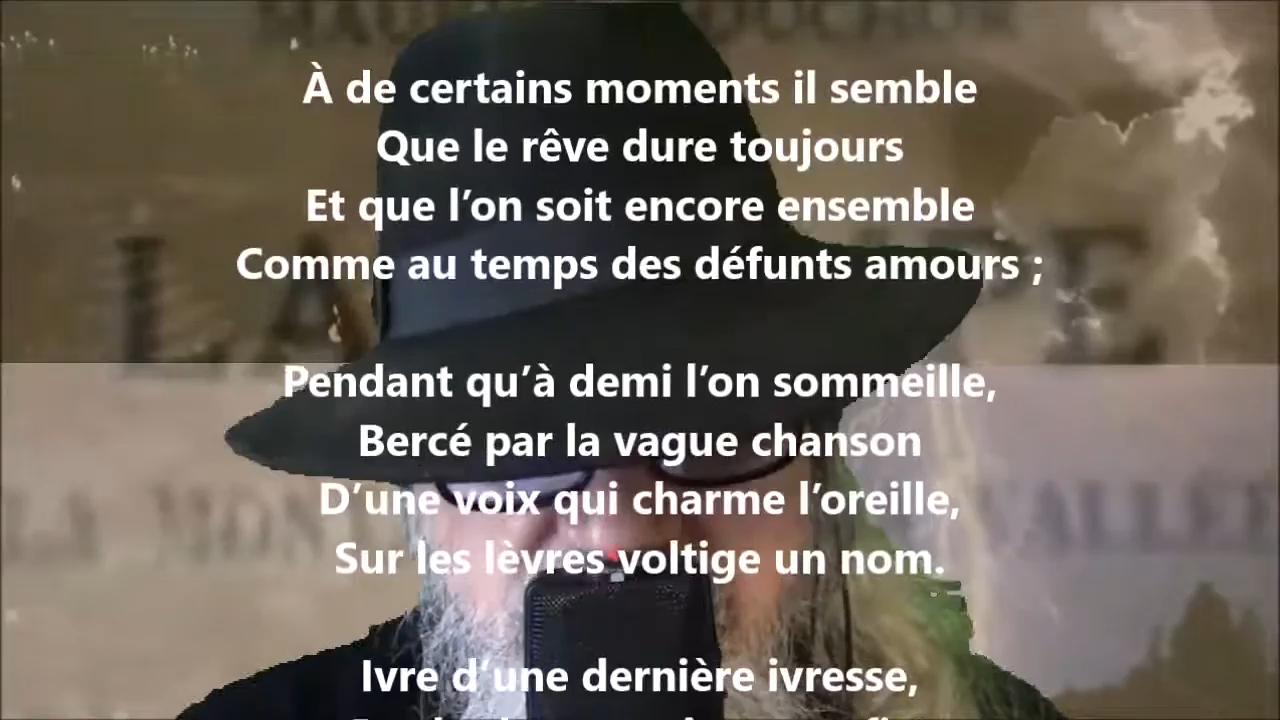 À de certains moments il semble
Que le rêve dure toujours
Et que l’on soit encore ensemble
Comme au temps des défunts amours ;
Pendant qu’à demi l’on sommeille,
Bercé par la vague chanson
D’une voix qui charme l’oreille,
Sur les lèvres voltige un nom.
Ivre d’une dernière ivresse,